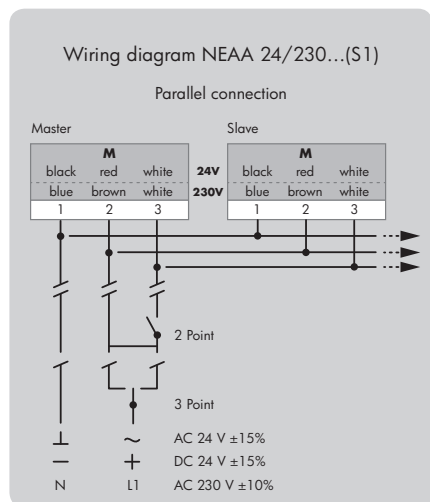 Wiring diagram NEAA 24/230...(S1)
Parallel connection
Master Slave
M M
black red white 24V black red white
blue brown white 230V blue brown white
1 2 3 1 2 3
2 Point
3 Point
⊥ ~ AC 24 V ±15%
− + DC 24 V ±15%
N L1 AC 230 V ±10%